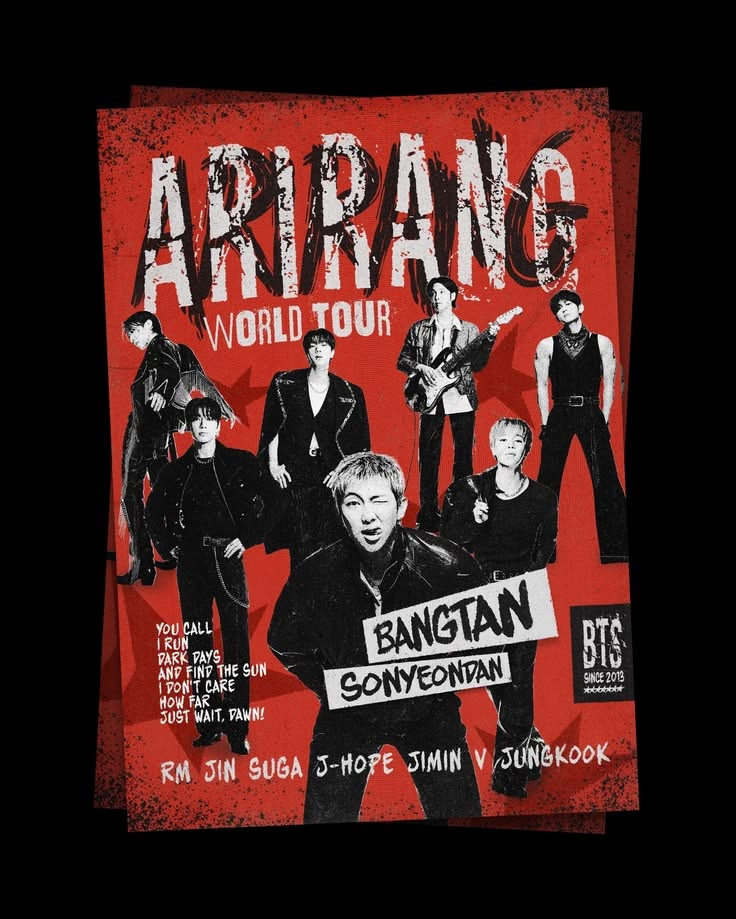 ARIRANG
WORLD TOUR
BANGTAN
SONYEONDAN
YOU CALL
I RUN
DARK DAYS
AND FIND THE SUN
I DON'T CARE
HOW FAR
JUST WAIT, DAWN!
BTS
SINCE 2013
RM JIN SUGA J-HOPE JIMIN V JUNGKOOK